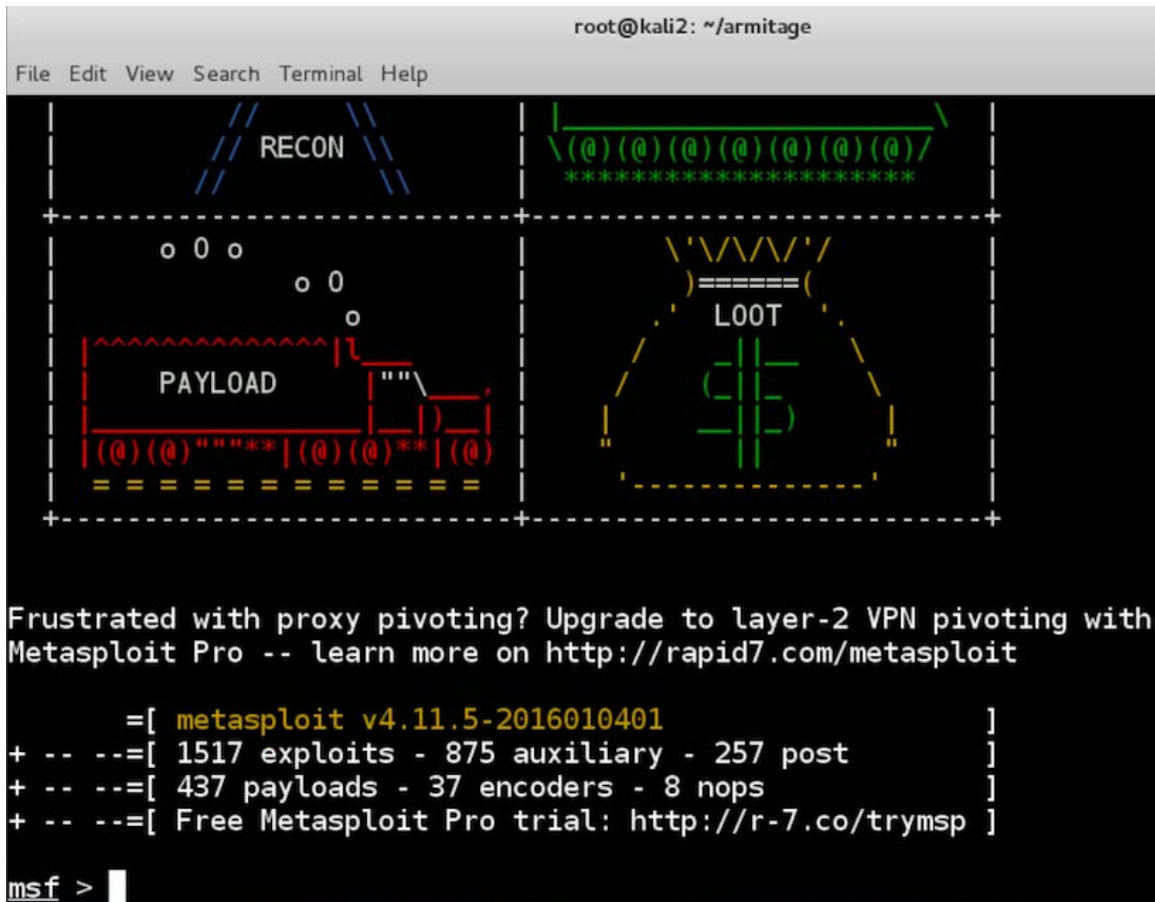 root@kali2: ~/armitage
File Edit View Search Terminal Help
RECON
\(@)(@)(@)(@)(@)(@)(@)/
*********************
o O o
o O
o
PAYLOAD
""\
|(@)(@)"""**|(@)(@)**|(@)
= = = = = = = = = = = =
)======(
LOOT
Frustrated with proxy pivoting? Upgrade to layer-2 VPN pivoting with
Metasploit Pro -- learn more on http://rapid7.com/metasploit
=[ metasploit v4.11.5-2016010401 ]
+ -- --=[ 1517 exploits - 875 auxiliary - 257 post ]
+ -- --=[ 437 payloads - 37 encoders - 8 nops ]
+ -- --=[ Free Metasploit Pro trial: http://r-7.co/trymsp ]
msf >